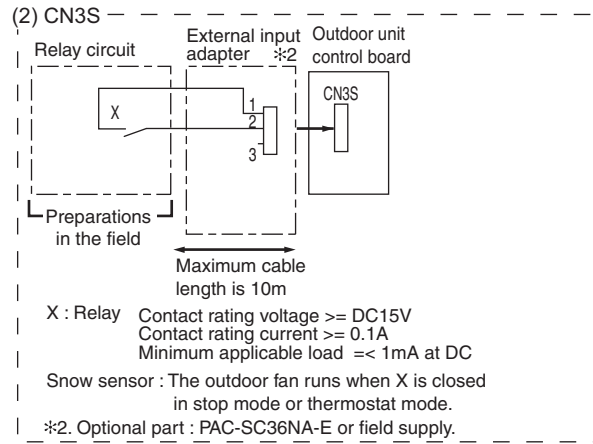 (2) CN3S
Relay circuit
External input
adapter ✻2
Outdoor unit
control board
CN3S
X
1
2
3
Preparations
in the field
Maximum cable
length is 10m
X : Relay Contact rating voltage >= DC15V
Contact rating current >= 0.1A
Minimum applicable load =< 1mA at DC
Snow sensor : The outdoor fan runs when X is closed
in stop mode or thermostat mode.
✻2. Optional part : PAC-SC36NA-E or field supply.